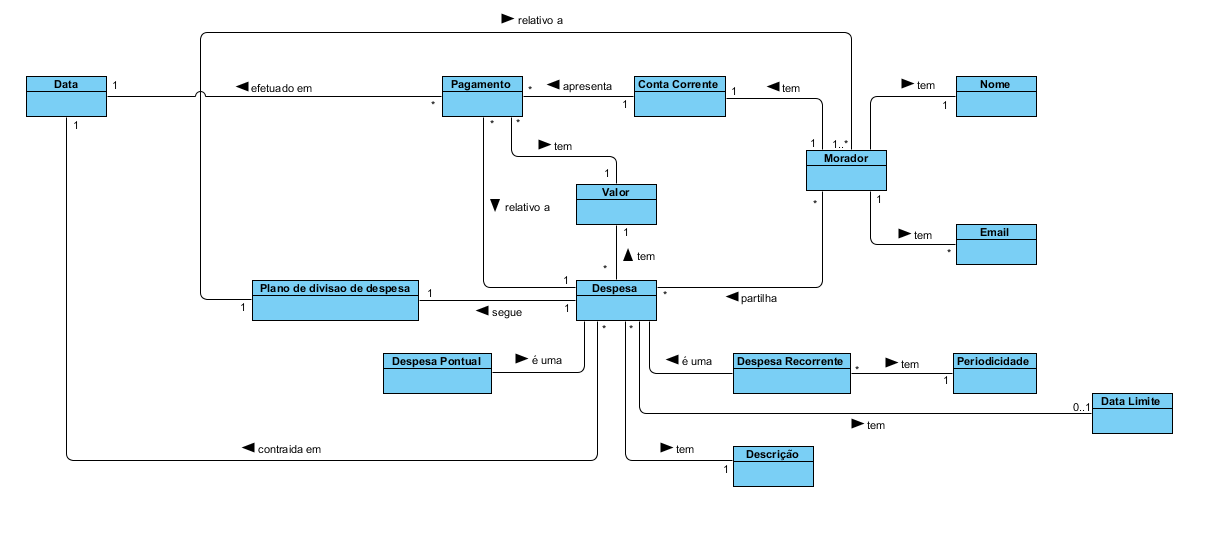 relativo a
Data
1
efetuado em
*
Pagamento
*
apresenta
1
Conta Corrente
1
tem
tem
1
Nome
1
*
*
tem
1
1
1..*
Morador
1
Valor
*
1
relativo a
1
tem
Email
*
*
tem
1
Plano de divisao de despesa
1
1
Despesa
*
partilha
segue
1
Despesa Pontual
é uma
*
*
é uma
Despesa Recorrente
*
tem
1
Periodicidade
0..1
Data Limite
tem
contraida em
tem
1
Descrição